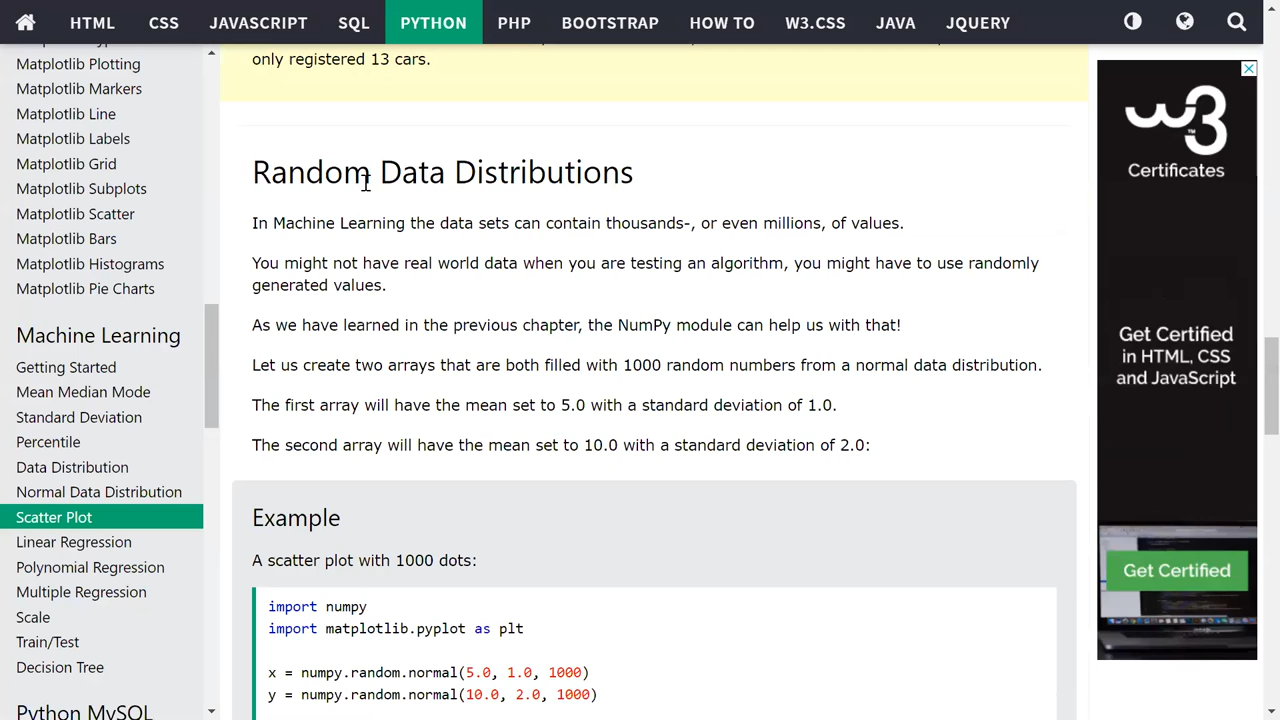 HTML CSS JAVASCRIPT SQL PYTHON PHP BOOTSTRAP HOW TO W3.CSS JAVA JQUERY
Matplotlib Plotting
Matplotlib Markers
Matplotlib Line
Matplotlib Labels
Matplotlib Grid
Matplotlib Subplots
Matplotlib Scatter
Matplotlib Bars
Matplotlib Histograms
Matplotlib Pie Charts
Machine Learning
Getting Started
Mean Median Mode
Standard Deviation
Percentile
Data Distribution
Normal Data Distribution
Scatter Plot
Linear Regression
Polynomial Regression
Multiple Regression
Scale
Train/Test
Decision Tree
Python MySQL
only registered 13 cars.
Random Data Distributions
In Machine Learning the data sets can contain thousands-, or even millions, of values.
You might not have real world data when you are testing an algorithm, you might have to use randomly
generated values.
As we have learned in the previous chapter, the NumPy module can help us with that!
Let us create two arrays that are both filled with 1000 random numbers from a normal data distribution.
The first array will have the mean set to 5.0 with a standard deviation of 1.0.
The second array will have the mean set to 10.0 with a standard deviation of 2.0:
Example
A scatter plot with 1000 dots:
import numpy
import matplotlib.pyplot as plt
x = numpy.random.normal(5.0, 1.0, 1000)
y = numpy.random.normal(10.0, 2.0, 1000)
w3
TM
Certificates
Get Certified
in HTML, CSS
and JavaScript
Get Certified